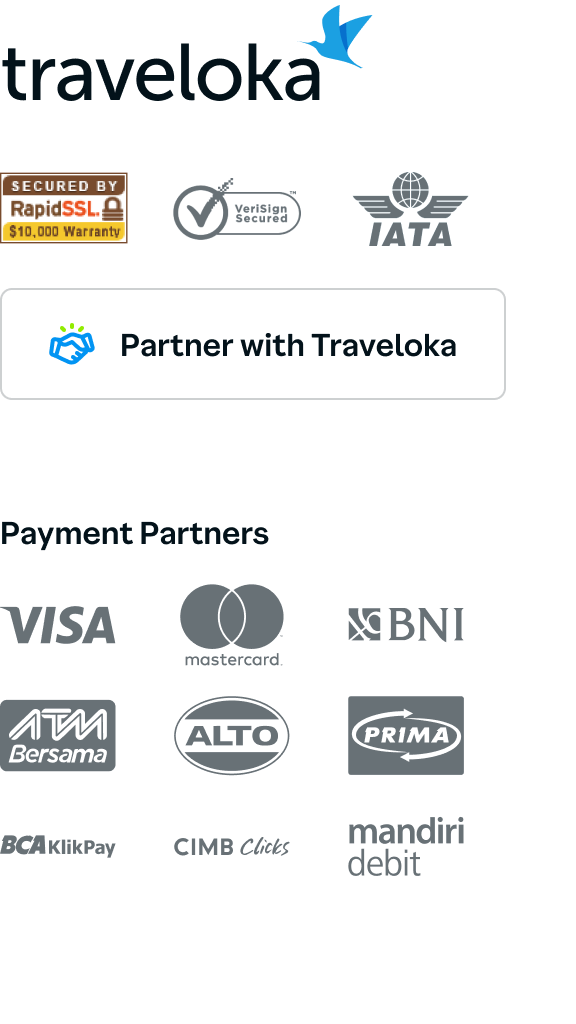 traveloka
SECURED BY
RapidSSL.
$10,000 Warranty
VeriSign
Secured
™
IATA
Partner with Traveloka
Payment Partners
VISA
mastercard.
BNI
ATM
Bersama
ALTO
PRIMA
BCA KlikPay
CIMB Clicks
mandiri
debit